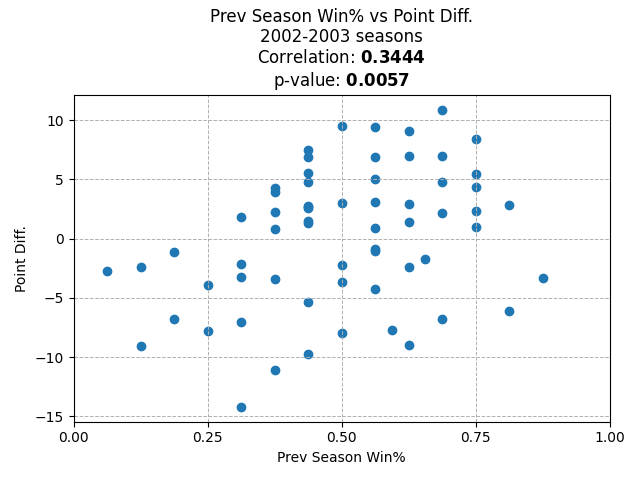 Prev Season Win% vs Point Diff.
2002-2003 seasons
Correlation: 0.3444
p-value: 0.0057
10
5
0
−5
−10
−15
Point Diff.
0.00 0.25 0.50 0.75 1.00
Prev Season Win%